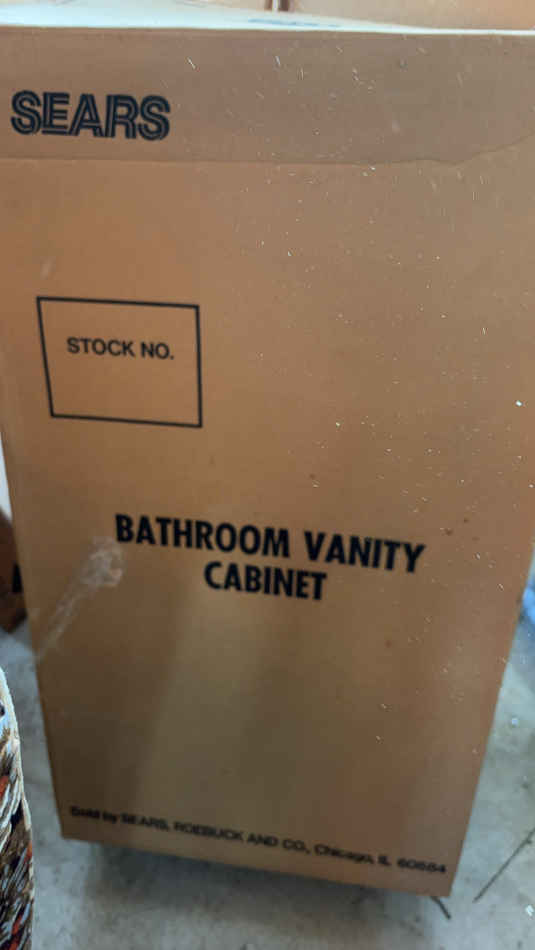 SEARS
STOCK NO.
BATHROOM VANITY
CABINET
Sold by SEARS, ROEBUCK AND CO., Chicago, IL 60684